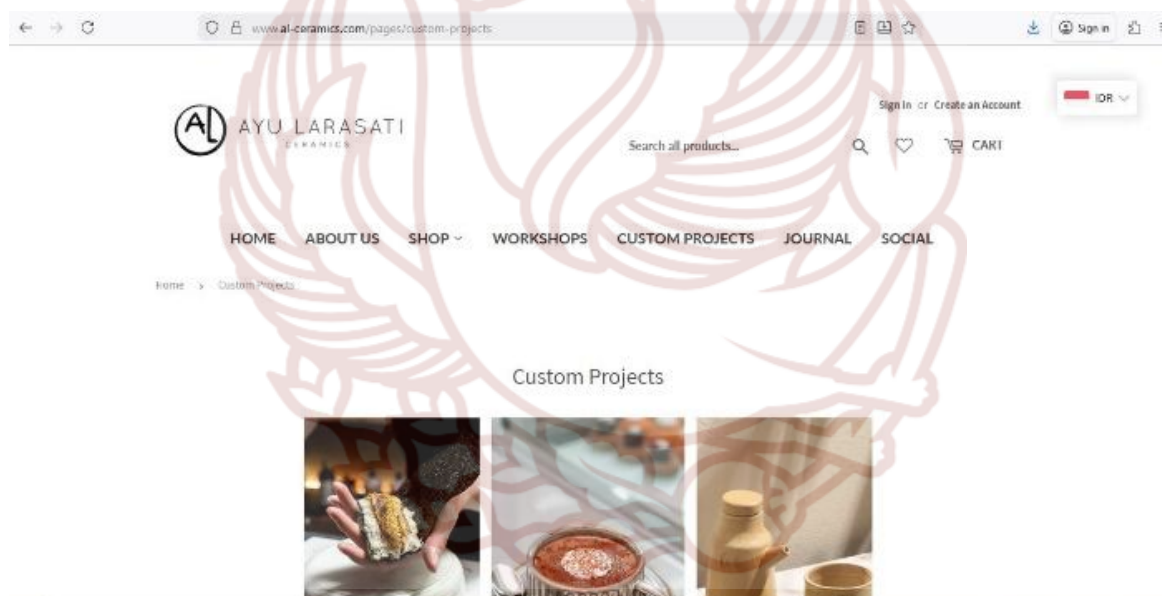 www.al-ceramics.com/pages/custom-projects
Sign in
Sign in or Create an Account
IDR
AL AYU LARASATI
CERAMICS
Search all products...
CART
HOME ABOUT US SHOP WORKSHOPS CUSTOM PROJECTS JOURNAL SOCIAL
Home > Custom Projects
Custom Projects